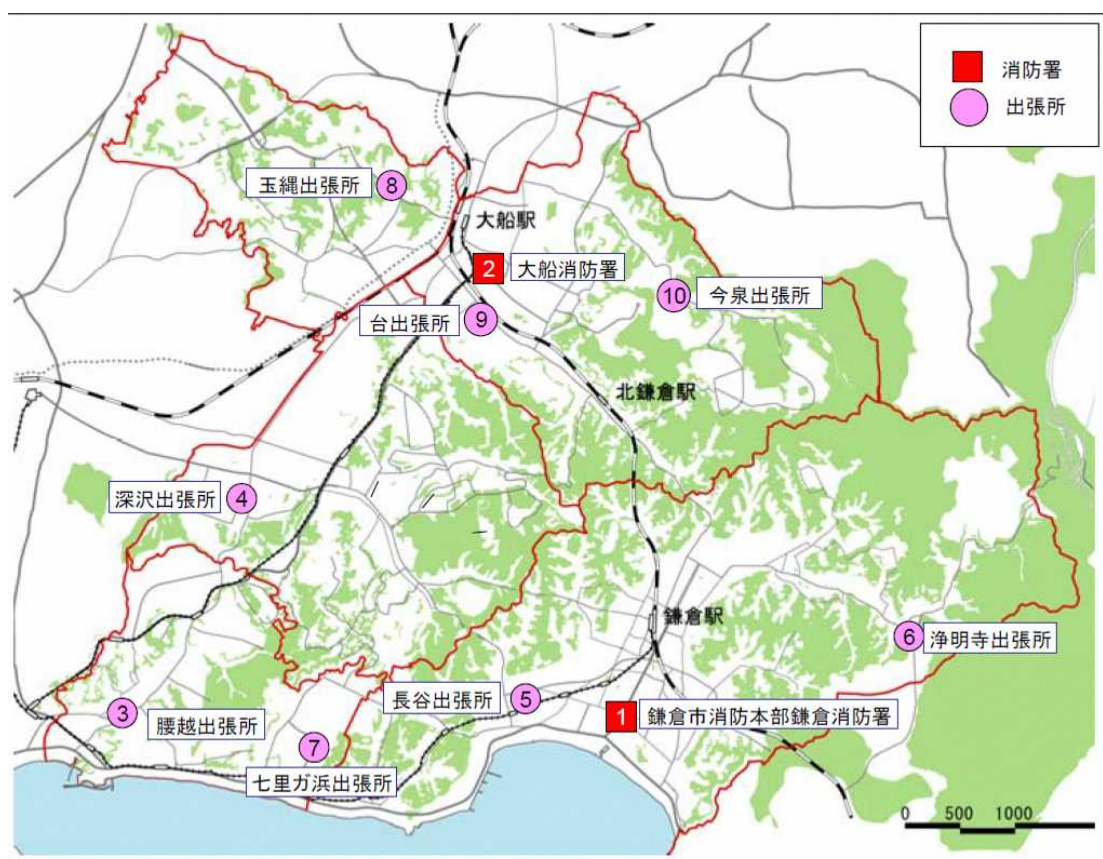 消防署
出張所
玉縄出張所
8
大船駅
2
大船消防署
10
今泉出張所
台出張所
9
北鎌倉駅
深沢出張所
4
鎌倉駅
6
浄明寺出張所
長谷出張所
5
3
腰越出張所
1
鎌倉市消防本部鎌倉消防署
7
七里ガ浜出張所
0 500 1000